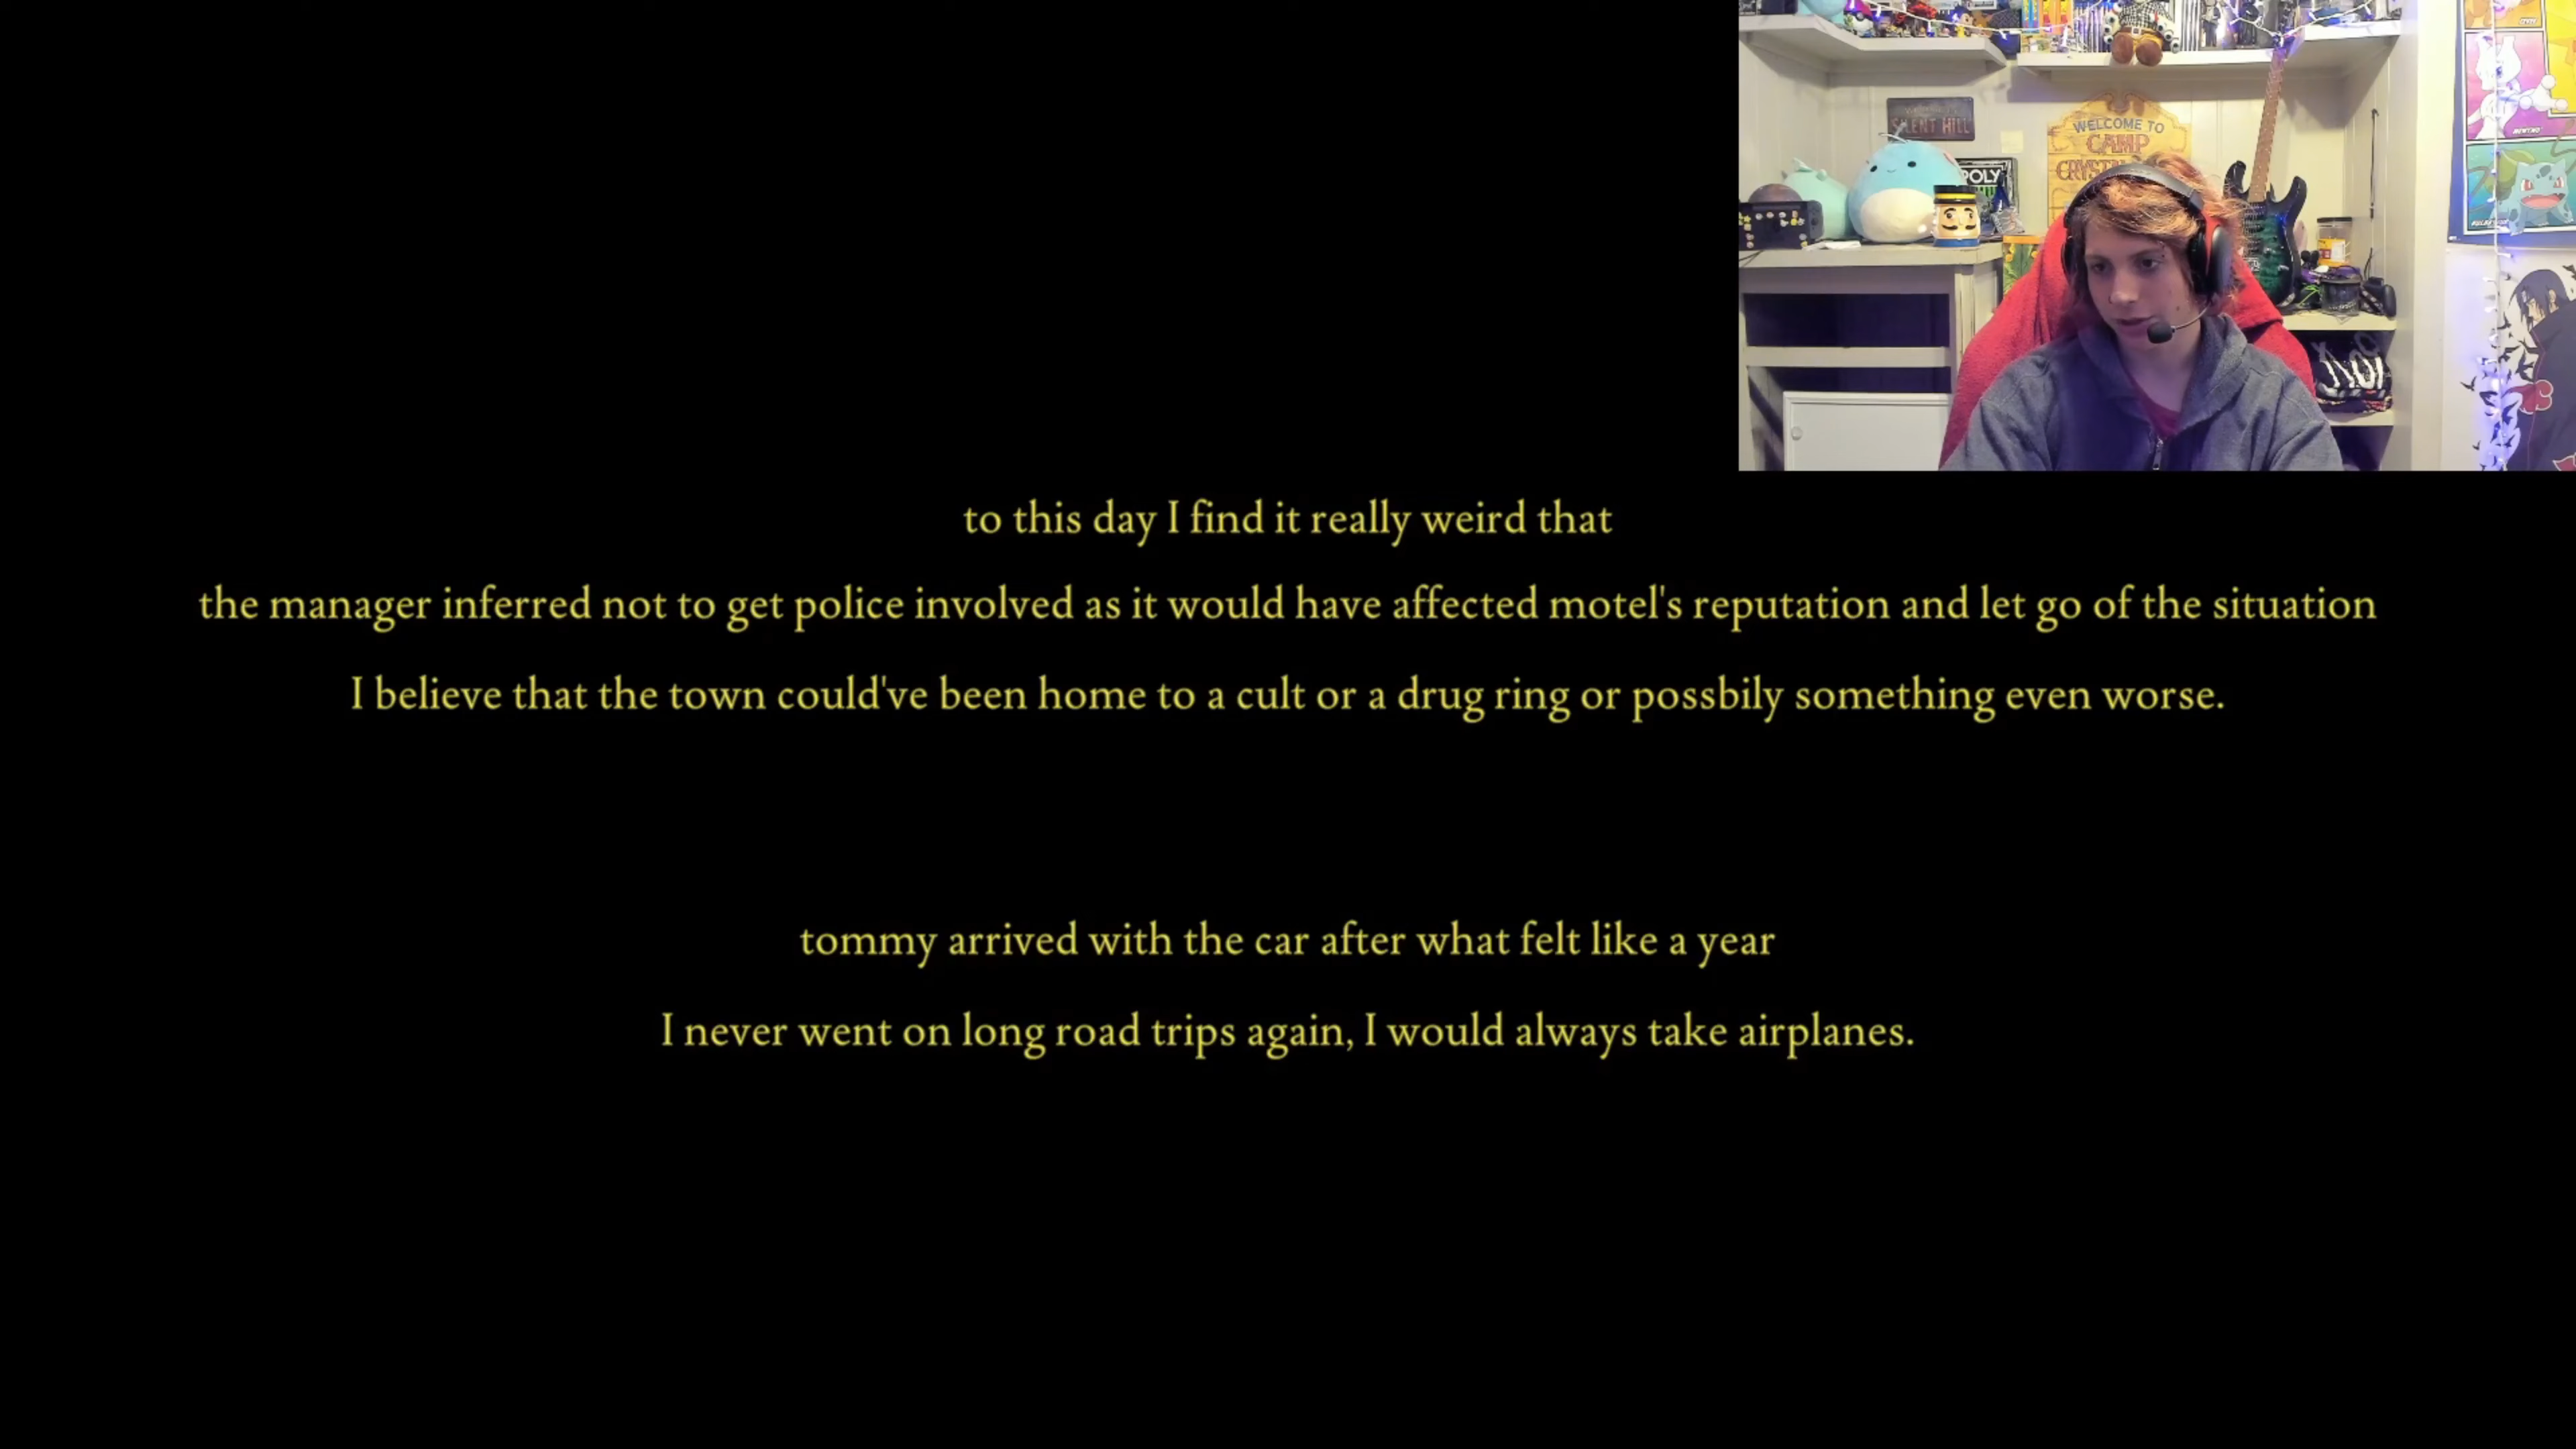 SILENT HILL
WELCOME TO
CAMP
POLY
to this day I find it really weird that
the manager inferred not to get police involved as it would have affected motel's reputation and let go of the situation
I believe that the town could've been home to a cult or a drug ring or possbily something even worse.
tommy arrived with the car after what felt like a year
I never went on long road trips again, I would always take airplanes.